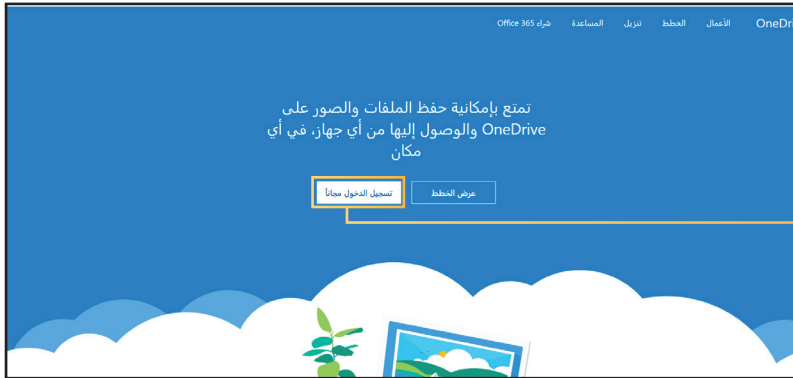 OneDri
الأعمال
الخطط
تنزيل
المساعدة
شراء Office 365
تمتع بإمكانية حفظ الملفات والصور على
OneDrive والوصول إليها من أي جهاز، في أي
مكان
عرض الخطط
تسجيل الدخول مجاناً